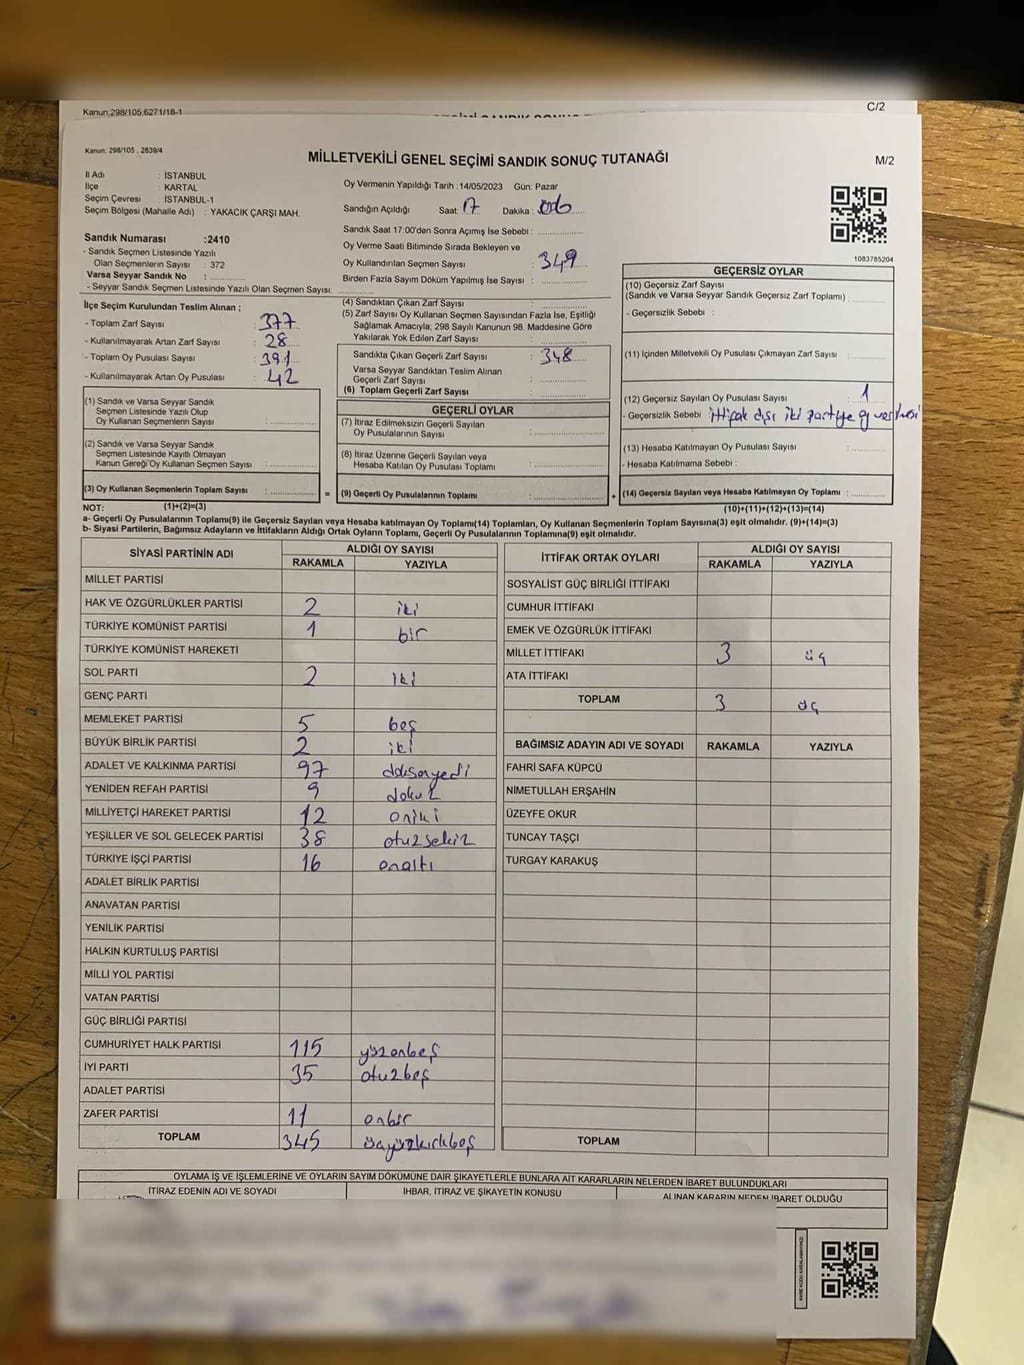 Kanun:298/105,6271/18-1
C/2
Kanun: 298/105 , 2839/4
MİLLETVEKİLİ GENEL SEÇİMİ SANDIK SONUÇ TUTANAĞI
M/2
İl Adı : İSTANBUL
İlçe : KARTAL
Seçim Çevresi : İSTANBUL-1
Seçim Bölgesi (Mahalle Adı) : YAKACIK ÇARŞI MAH.
Sandık Numarası :2410
- Sandık Seçmen Listesinde Yazılı
Olan Seçmenlerin Sayısı : 372
Varsa Seyyar Sandık No :
- Seyyar Sandık Seçmen Listesinde Yazılı Olan Seçmen Sayısı:
Oy Vermenin Yapıldığı Tarih :14/05/2023 Gün: Pazar
Sandığın Açıldığı Saat: 17 Dakika : 06
Sandık Saat 17:00'den Sonra Açımış İse Sebebi :
Oy Verme Saati Bitiminde Sırada Bekleyen ve
Oy Kullandırılan Seçmen Sayısı : 349
Birden Fazla Sayım Döküm Yapılmış İse Sayısı :
1083785204
İlçe Seçim Kurulundan Teslim Alınan ;
- Toplam Zarf Sayısı : 377
- Kullanılmayarak Artan Zarf Sayısı : 28
- Toplam Oy Pusulası Sayısı : 391
- Kullanılmayarak Artan Oy Pusulası : 42
(4) Sandıktan Çıkan Zarf Sayısı :
(5) Zarf Sayısı Oy Kullanan Seçmen Sayısından Fazla İse, Eşitliği
Sağlamak Amacıyla; 298 Sayılı Kanunun 98. Maddesine Göre
Yakılarak Yok Edilen Zarf Sayısı :
Sandıkta Çıkan Geçerli Zarf Sayısı : 348
Varsa Seyyar Sandıktan Teslim Alınan
Geçerli Zarf Sayısı :
(6) Toplam Geçerli Zarf Sayısı :
GEÇERSİZ OYLAR
(10) Geçersiz Zarf Sayısı
(Sandık ve Varsa Seyyar Sandık Geçersiz Zarf Toplamı) :
- Geçersizlik Sebebi :
(11) İçinden Milletvekili Oy Pusulası Çıkmayan Zarf Sayısı :
(12) Geçersiz Sayılan Oy Pusulası Sayısı : 1
- Geçersizlik Sebebi : ittifak dışı iki partiye oy vermesi
(13) Hesaba Katılmayan Oy Pusulası Sayısı :
- Hesaba Katılmama Sebebi :
(14) Geçersiz Sayılan veya Hesaba Katılmayan Oy Toplamı :
(10)+(11)+(12)+(13)=(14)
(1) Sandık ve Varsa Seyyar Sandık
Seçmen Listesinde Yazılı Olup
Oy Kullanan Seçmenlerin Sayısı :
(2) Sandık ve Varsa Seyyar Sandık
Seçmen Listesinde Kayıtlı Olmayan
Kanun Gereği Oy Kullanan Seçmen Sayısı :
(3) Oy Kullanan Seçmenlerin Toplam Sayısı : =
GEÇERLİ OYLAR
(7) İtiraz Edilmeksizin Geçerli Sayılan
Oy Pusulalarının Sayısı :
(8) İtiraz Üzerine Geçerli Sayılan veya
Hesaba Katılan Oy Pusulası Toplamı :
(9) Geçerli Oy Pusulalarının Toplamı : +
NOT: (1)+(2)=(3)
a- Geçerli Oy Pusulalarının Toplamı(9) ile Geçersiz Sayılan veya Hesaba katılmayan Oy Toplamı(14) Toplamları, Oy Kullanan Seçmenlerin Toplam Sayısına(3) eşit olmalıdır. (9)+(14)=(3)
b- Siyasi Partilerin, Bağımsız Adayların ve İttifakların Aldığı Ortak Oyların Toplamı, Geçerli Oy Pusulalarının Toplamına(9) eşit olmalıdır.
SİYASİ PARTİNİN ADI ALDIĞI OY SAYISI
RAKAMLA YAZIYLA
MİLLET PARTİSİ
HAK VE ÖZGÜRLÜKLER PARTİSİ 2 iki
TÜRKİYE KOMÜNİST PARTİSİ 1 bir
TÜRKİYE KOMÜNİST HAREKETİ
SOL PARTİ 2 iki
GENÇ PARTİ
MEMLEKET PARTİSİ 5 beş
BÜYÜK BİRLİK PARTİSİ 2 iki
ADALET VE KALKINMA PARTİSİ 97 doksanyedi
YENİDEN REFAH PARTİSİ 9 dokuz
MİLLİYETÇİ HAREKET PARTİSİ 12 oniki
YEŞİLLER VE SOL GELECEK PARTİSİ 38 otuzsekiz
TÜRKİYE İŞÇİ PARTİSİ 16 onaltı
ADALET BİRLİK PARTİSİ
ANAVATAN PARTİSİ
YENİLİK PARTİSİ
HALKIN KURTULUŞ PARTİSİ
MİLLİ YOL PARTİSİ
VATAN PARTİSİ
GÜÇ BİRLİĞİ PARTİSİ
CUMHURİYET HALK PARTİSİ 115 yüzonbeş
İYİ PARTİ 35 otuzbeş
ADALET PARTİSİ
ZAFER PARTİSİ 11 onbir
TOPLAM 345 üçyüzkırkbeş
İTTİFAK ORTAK OYLARI ALDIĞI OY SAYISI
RAKAMLA YAZIYLA
SOSYALİST GÜÇ BİRLİĞİ İTTİFAKI
CUMHUR İTTİFAKI
EMEK VE ÖZGÜRLÜK İTTİFAKI
MİLLET İTTİFAKI 3 üç
ATA İTTİFAKI
TOPLAM 3 üç
BAĞIMSIZ ADAYIN ADI VE SOYADI RAKAMLA YAZIYLA
FAHRİ SAFA KÜPCÜ
NİMETULLAH ERŞAHİN
ÜZEYFE OKUR
TUNCAY TAŞÇI
TURGAY KARAKUŞ
TOPLAM
OYLAMA İŞ VE İŞLEMLERİNE VE OYLARIN SAYIM DÖKÜMÜNE DAİR ŞİKAYETLERLE BUNLARA AİT KARARLARIN NELERDEN İBARET BULUNDUKLARI
İTİRAZ EDENİN ADI VE SOYADI İHBAR, İTİRAZ VE ŞİKAYETİN KONUSU ALINAN KARARIN NEDEN İBARET OLDUĞU